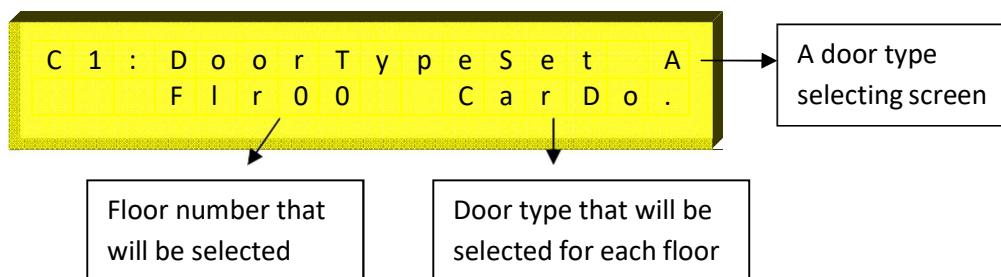 C1:DoorTypeSet A
Flr00 CarDo.
A door type
selecting screen
Floor number that
will be selected
Door type that will be
selected for each floor